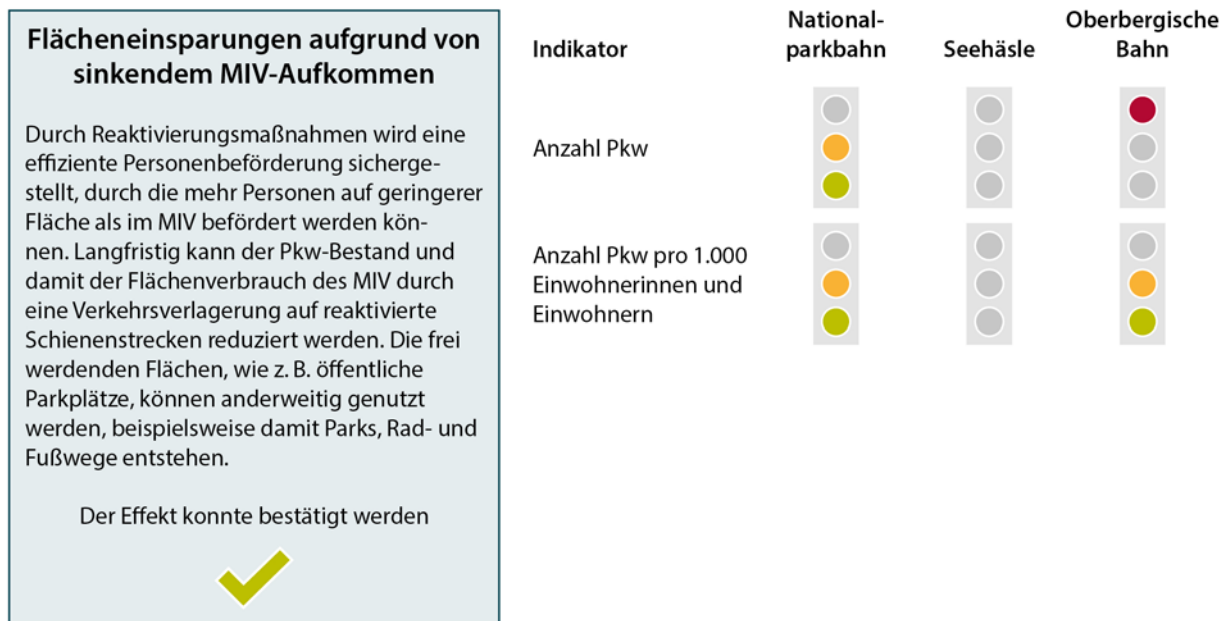 Flächeneinsparungen aufgrund von
sinkendem MIV-Aufkommen
Durch Reaktivierungsmaßnahmen wird eine
effiziente Personenbeförderung sicherge-
stellt, durch die mehr Personen auf geringerer
Fläche als im MIV befördert werden kön-
nen. Langfristig kann der Pkw-Bestand und
damit der Flächenverbrauch des MIV durch
eine Verkehrsverlagerung auf reaktivierte
Schienenstrecken reduziert werden. Die frei
werdenden Flächen, wie z. B. öffentliche
Parkplätze, können anderweitig genutzt
werden, beispielsweise damit Parks, Rad- und
Fußwege entstehen.
Der Effekt konnte bestätigt werden
Indikator
National-
parkbahn
Seehäsle
Oberbergische
Bahn
Anzahl Pkw
Anzahl Pkw pro 1.000
Einwohnerinnen und
Einwohnern